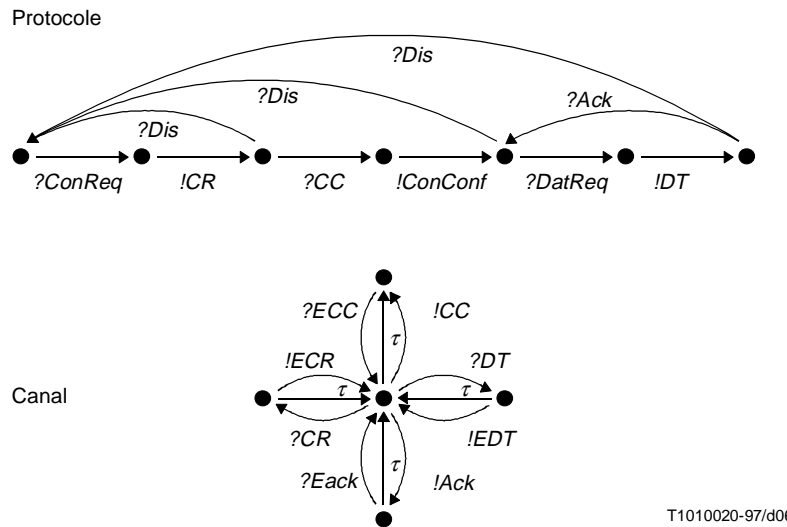 Protocole
?Dis
?Dis
?Ack
?Dis
?ConReq !CR ?CC !ConConf ?DatReq !DT
?ECC !CC
τ
!ECR ?DT
Canal τ τ
?CR !EDT
?Eack τ !Ack
T1010020-97/d06